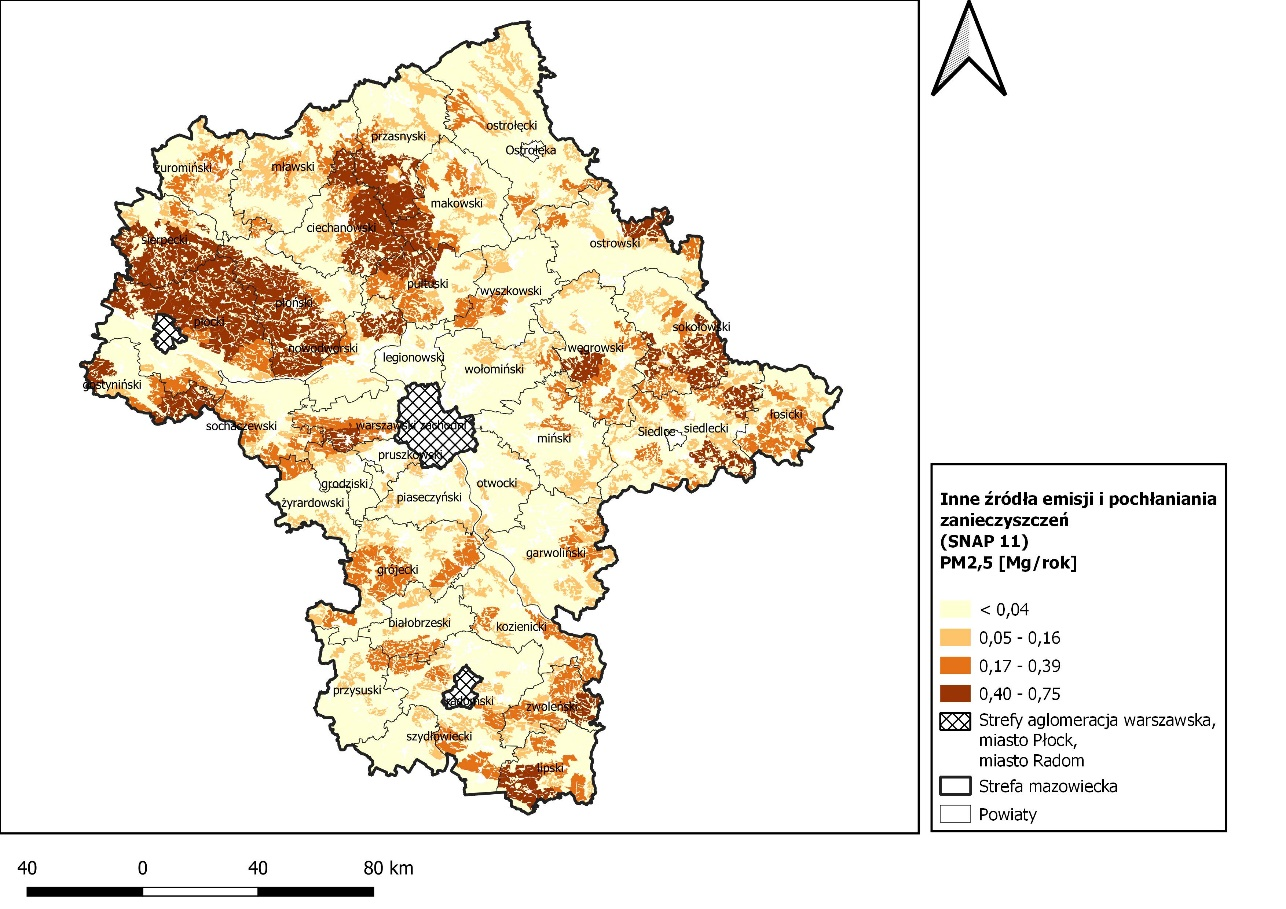 ostrołęcki
przasnyski
Ostrołęka
żuromiński
mławski
makowski
ciechanowski
sierpecki
ostrowski
pułtuski
wyszkowski
płoński
płocki
sokołowski
nowodworski
węgrowski
legionowski
wołomiński
gostyniński
łosicki
sochaczewski
warszawski zachodni
Siedlce
siedlecki
miński
pruszkowski
grodziski
otwocki
piaseczyński
żyrardowski
garwoliński
grójecki
białobrzeski
kozienicki
przysuski
radomski
zwoleński
szydłowiecki
lipski
Inne źródła emisji i pochłaniania
zanieczyszczeń
(SNAP 11)
PM2,5 [Mg/rok]
< 0,04
0,05 - 0,16
0,17 - 0,39
0,40 - 0,75
Strefy aglomeracja warszawska,
miasto Płock,
miasto Radom
Strefa mazowiecka
Powiaty
40 0 40 80 km